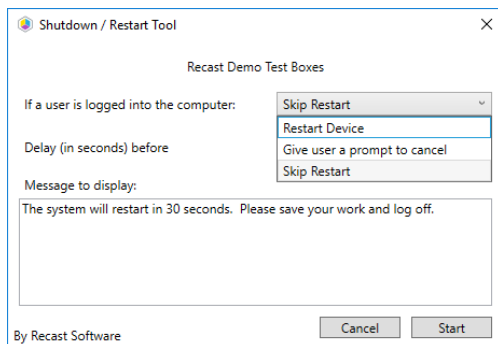 Shutdown / Restart Tool
Recast Demo Test Boxes
If a user is logged into the computer: Skip Restart
Restart Device
Delay (in seconds) before Give user a prompt to cancel
Skip Restart
Message to display:
The system will restart in 30 seconds.  Please save your work and log off.
Cancel Start
By Recast Software